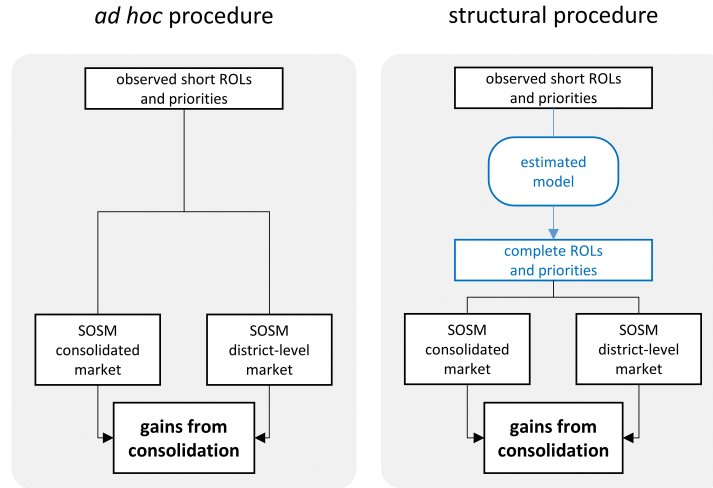 ad hoc procedure
observed short ROLs
and priorities
SOSM
consolidated
market
SOSM
district-level
market
gains from
consolidation
structural procedure
observed short ROLs
and priorities
estimated
model
complete ROLs
and priorities
SOSM
consolidated
market
SOSM
district-level
market
gains from
consolidation